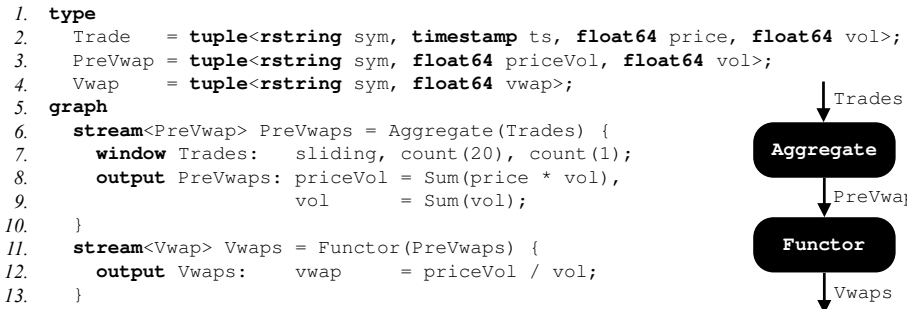 1. type
2. Trade = tuple<rstring sym, timestamp ts, float64 price, float64 vol>;
3. PreVwap = tuple<rstring sym, float64 priceVol, float64 vol>;
4. Vwap = tuple<rstring sym, float64 vwap>;
5. graph
6. stream<PreVwap> PreVwaps = Aggregate(Trades) {
7. window Trades: sliding, count(20), count(1);
8. output PreVwaps: priceVol = Sum(price * vol),
9. vol = Sum(vol);
10. }
11. stream<Vwap> Vwaps = Functor(PreVwaps) {
12. output Vwaps: vwap = priceVol / vol;
13. }
Trades
Aggregate
PreVwap
Functor
Vwaps